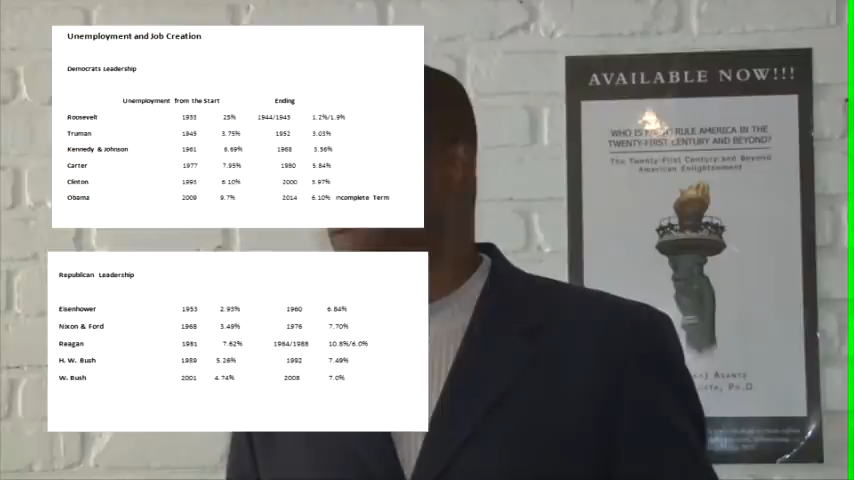 Unemployment and Job Creation
Democrats Leadership
Unemployment from the Start Ending
Roosevelt 1933 25% 1944/1945 1.2%/1.9%
Truman 1945 3.75% 1952 3.03%
Kennedy & Johnson 1961 6.69% 1968 3.56%
Carter 1977 7.95% 1980 5.84%
Clinton 1993 6.10% 2000 3.97%
Obama 2009 9.7% 2014 6.10% Incomplete Term
Republican Leadership
Eisenhower 1953 2.93% 1960 6.84%
Nixon & Ford 1968 3.49% 1976 7.70%
Reagan 1981 7.62% 1984/1988 10.8%/6.0%
H. W. Bush 1989 5.26% 1992 7.49%
W. Bush 2001 4.74% 2008 7.0%
AVAILABLE NOW!!!
WHO IS RULE AMERICA IN THE
TWENTY-FIRST CENTURY AND BEYOND?
The Twenty-First Century and Beyond
American Enlightenment
ASANTE
PH.D